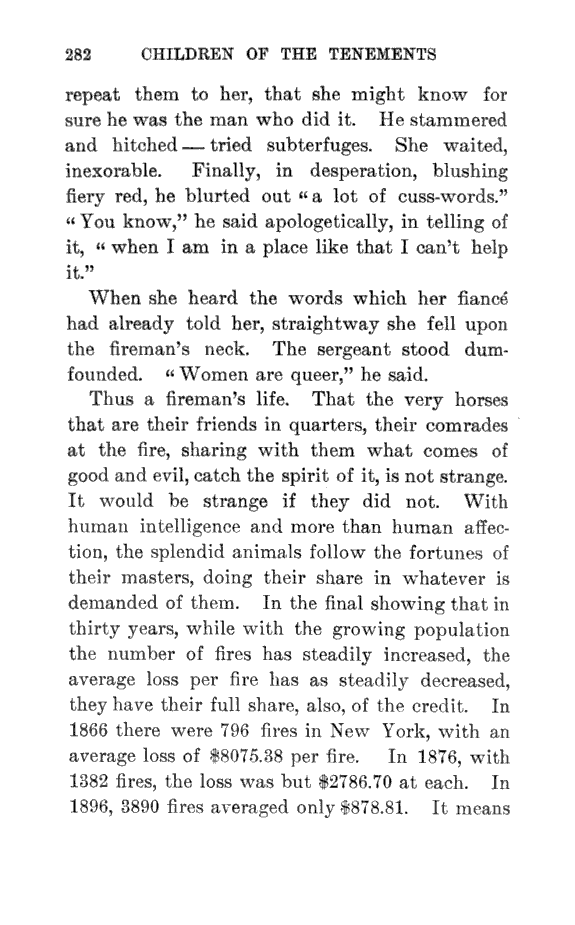 282 CHILDREN OF THE TENEMENTS
repeat them to her, that she might know for
sure he was the man who did it. He stammered
and hitched — tried subterfuges. She waited,
inexorable. Finally, in desperation, blushing
fiery red, he blurted out “a lot of cuss-words.”
“You know,” he said apologetically, in telling of
it, “when I am in a place like that I can’t help
it.”
When she heard the words which her fiancé
had already told her, straightway she fell upon
the fireman’s neck. The sergeant stood dum-
founded. “Women are queer,” he said.
Thus a fireman’s life. That the very horses
that are their friends in quarters, their comrades
at the fire, sharing with them what comes of
good and evil, catch the spirit of it, is not strange.
It would be strange if they did not. With
human intelligence and more than human affec-
tion, the splendid animals follow the fortunes of
their masters, doing their share in whatever is
demanded of them. In the final showing that in
thirty years, while with the growing population
the number of fires has steadily increased, the
average loss per fire has as steadily decreased,
they have their full share, also, of the credit. In
1866 there were 796 fires in New York, with an
average loss of $8075.38 per fire. In 1876, with
1382 fires, the loss was but $2786.70 at each. In
1896, 3890 fires averaged only $878.81. It means